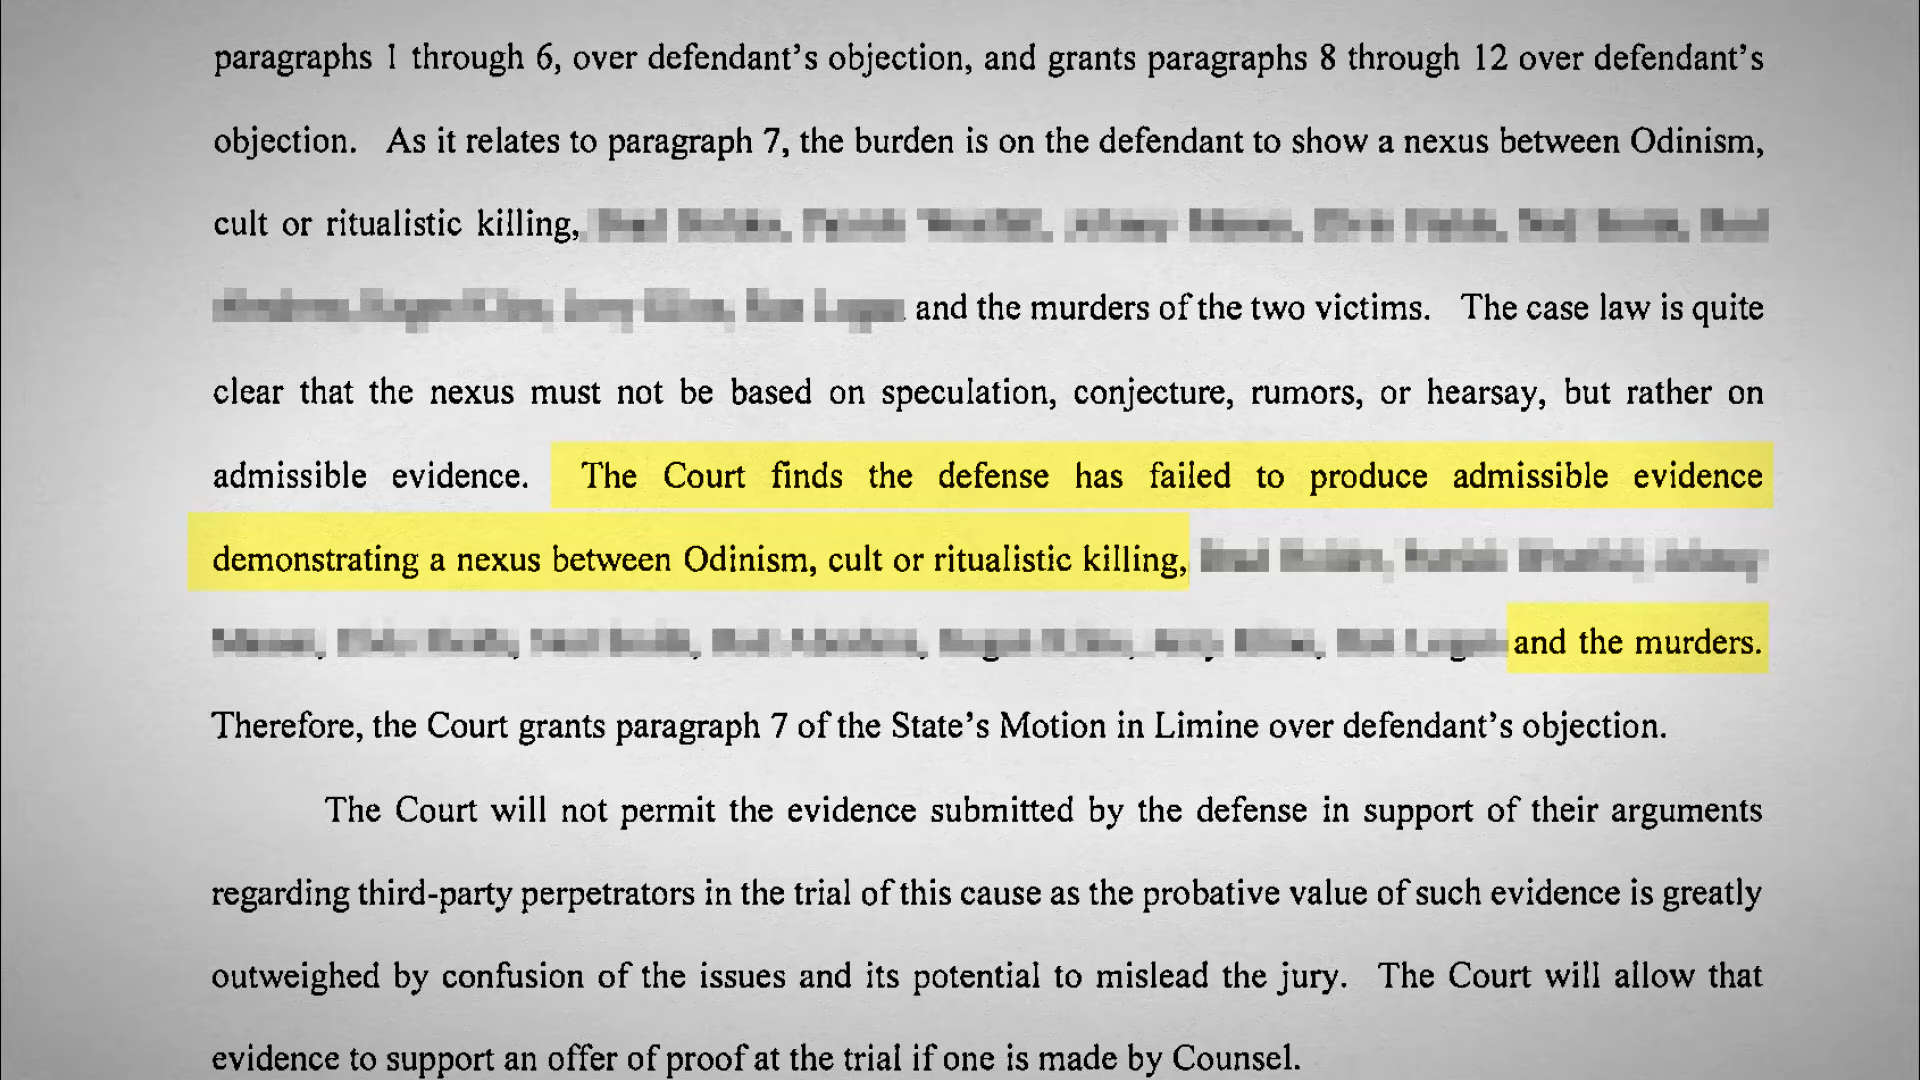 paragraphs 1 through 6, over defendant's objection, and grants paragraphs 8 through 12 over defendant's
objection. As it relates to paragraph 7, the burden is on the defendant to show a nexus between Odinism,
cult or ritualistic killing,
and the murders of the two victims. The case law is quite
clear that the nexus must not be based on speculation, conjecture, rumors, or hearsay, but rather on
admissible evidence. The Court finds the defense has failed to produce admissible evidence
demonstrating a nexus between Odinism, cult or ritualistic killing,
and the murders.
Therefore, the Court grants paragraph 7 of the State's Motion in Limine over defendant's objection.
The Court will not permit the evidence submitted by the defense in support of their arguments
regarding third-party perpetrators in the trial of this cause as the probative value of such evidence is greatly
outweighed by confusion of the issues and its potential to mislead the jury. The Court will allow that
evidence to support an offer of proof at the trial if one is made by Counsel.